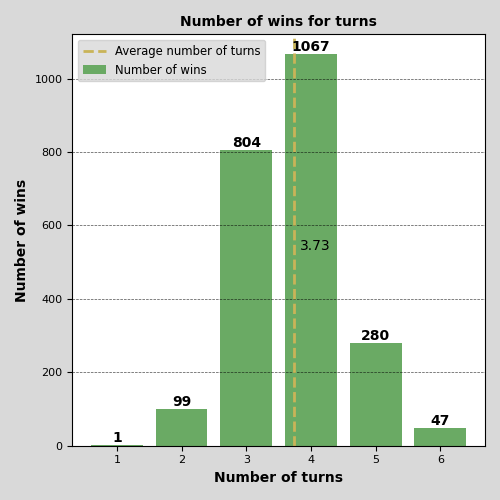 Number of wins for turns
Average number of turns
Number of wins
1067
1000
804
800
600
3.73
400
280
200
99
47
1
0
1 2 3 4 5 6
Number of wins
Number of turns